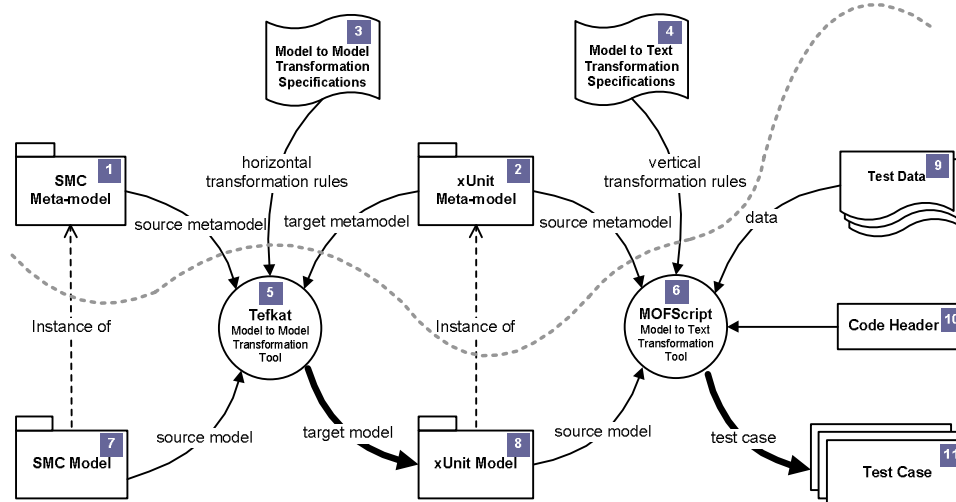 3
Model to Model
Transformation
Specifications
4
Model to Text
Transformation
Specifications
1
SMC
Meta-model
horizontal
transformation rules
2
xUnit
Meta-model
vertical
transformation rules
9
Test Data
source metamodel
target metamodel
source metamodel
data
5
Tefkat
Model to Model
Transformation
Tool
6
MOFScript
Model to Text
Transformation
Tool
10
Code Header
Instance of
Instance of
7
SMC Model
source model
target model
8
xUnit Model
source model
test case
11
Test Case